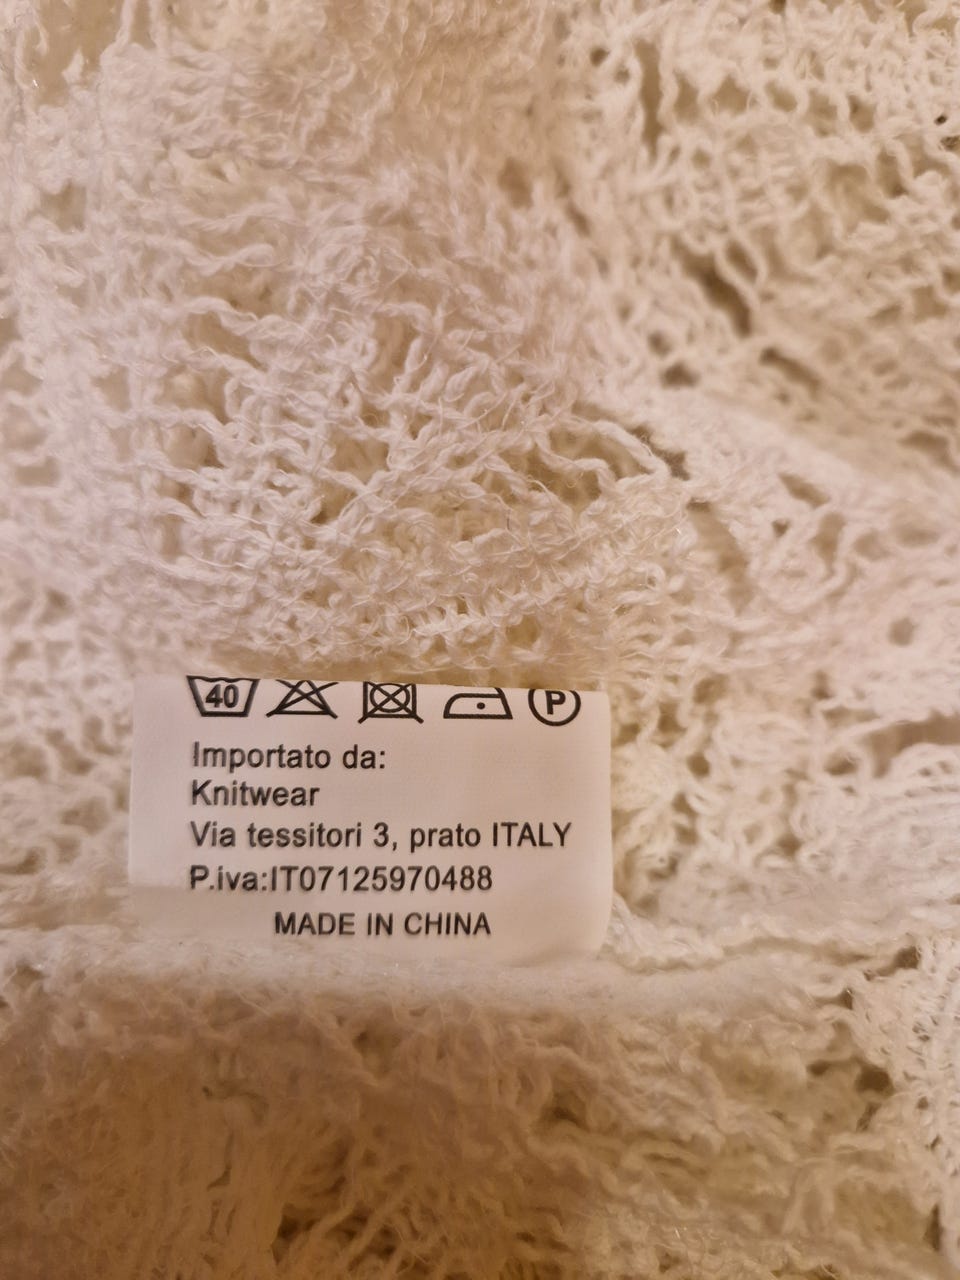 40 P
Importato da:
Knitwear
Via tessitori 3, prato ITALY
P.iva:IT07125970488
MADE IN CHINA